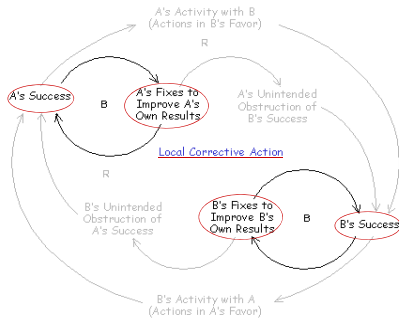 A's Activity with B
(Actions in B's Favor)
R
A's Success
B
A's Fixes to
Improve A's
Own Results
A's Unintended
Obstruction of
B's Success
Local Corrective Action
R
B's Unintended
Obstruction of
A's Success
B's Fixes to
Improve B's
Own Results
B
B's Success
B's Activity with A
(Actions in A's Favor)